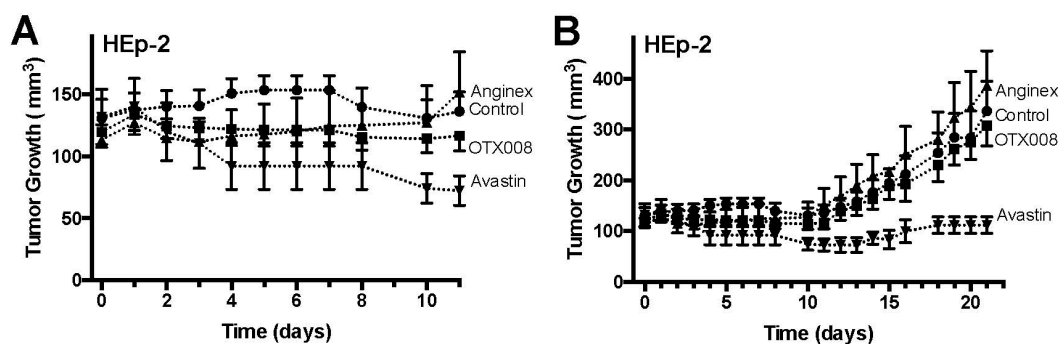 A
HEp-2
Tumor Growth ( mm³)
150
100
50
0
Anginex
Control
OTX008
Avastin
0
2
4
6
8
10
Time (days)
B
HEp-2
Tumor Growth ( mm³)
400
300
200
100
0
Anginex
Control
OTX008
Avastin
0
5
10
15
20
Time (days)